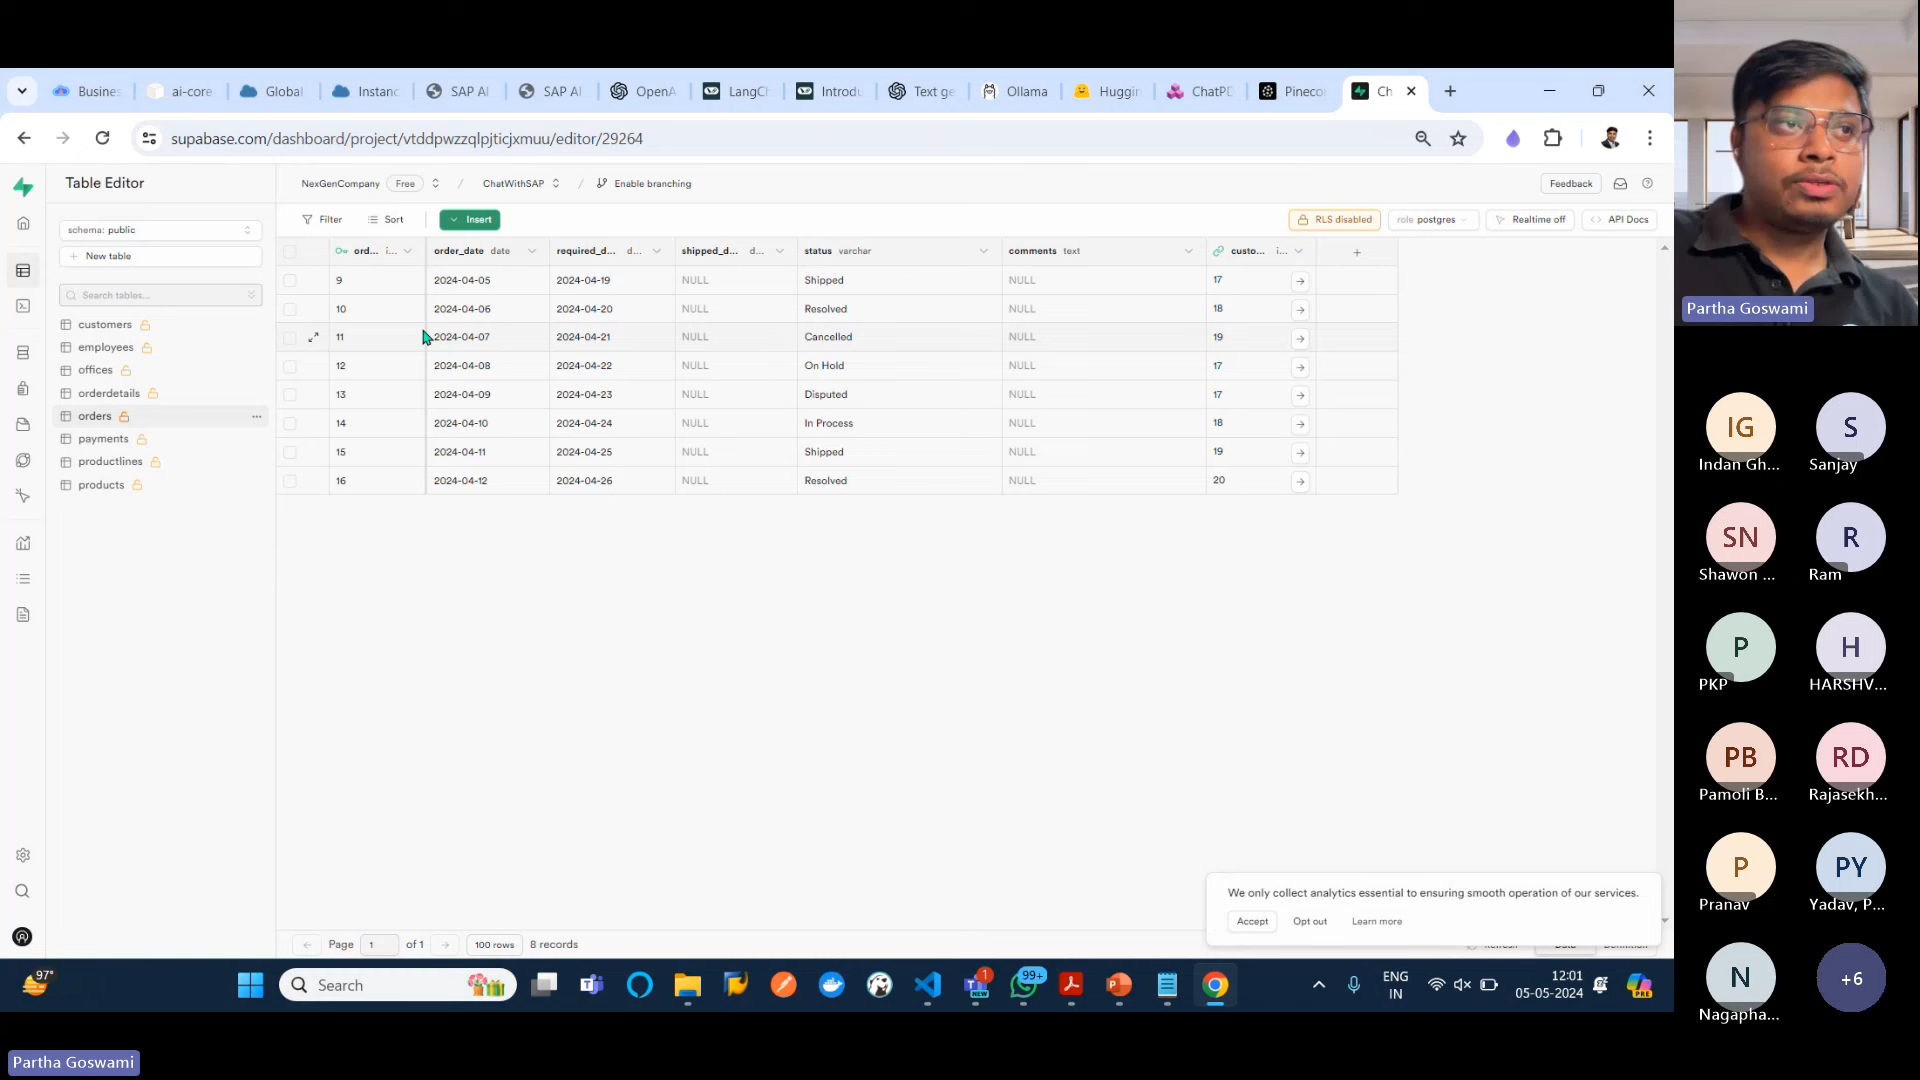 Busines
ai-core
Global
Instanc
SAP AI
SAP AI
OpenA
LangCh
Introdu
Text ge
Ollama
Huggin
ChatPD
Pineco
Ch
supabase.com/dashboard/project/vtddpwzzqlpjticjxmuu/editor/29264
Table Editor
NexGenCompany Free / ChatWithSAP / Enable branching
Feedback
schema: public
New table
Search tables...
customers
employees
offices
orderdetails
orders
payments
productlines
products
Filter Sort Insert
RLS disabled role postgres Realtime off API Docs
ord... i... order_date date required_d... d... shipped_d... d... status varchar comments text custo... i...
9 2024-04-05 2024-04-19 NULL Shipped NULL 17
10 2024-04-06 2024-04-20 NULL Resolved NULL 18
11 2024-04-07 2024-04-21 NULL Cancelled NULL 19
12 2024-04-08 2024-04-22 NULL On Hold NULL 17
13 2024-04-09 2024-04-23 NULL Disputed NULL 17
14 2024-04-10 2024-04-24 NULL In Process NULL 18
15 2024-04-11 2024-04-25 NULL Shipped NULL 19
16 2024-04-12 2024-04-26 NULL Resolved NULL 20
We only collect analytics essential to ensuring smooth operation of our services.
Accept Opt out Learn more
Page 1 of 1 100 rows 8 records
97°
Search
1
NEW
99+
PRE
ENG
IN
12:01
05-05-2024
Partha Goswami
IG
Indan Gh...
S
Sanjay
SN
Shawon ...
R
Ram
P
PKP
H
HARSHV...
PB
Pamoli B...
RD
Rajasekh...
P
Pranav
PY
Yadav, P...
N
Nagapha...
+6
Partha Goswami